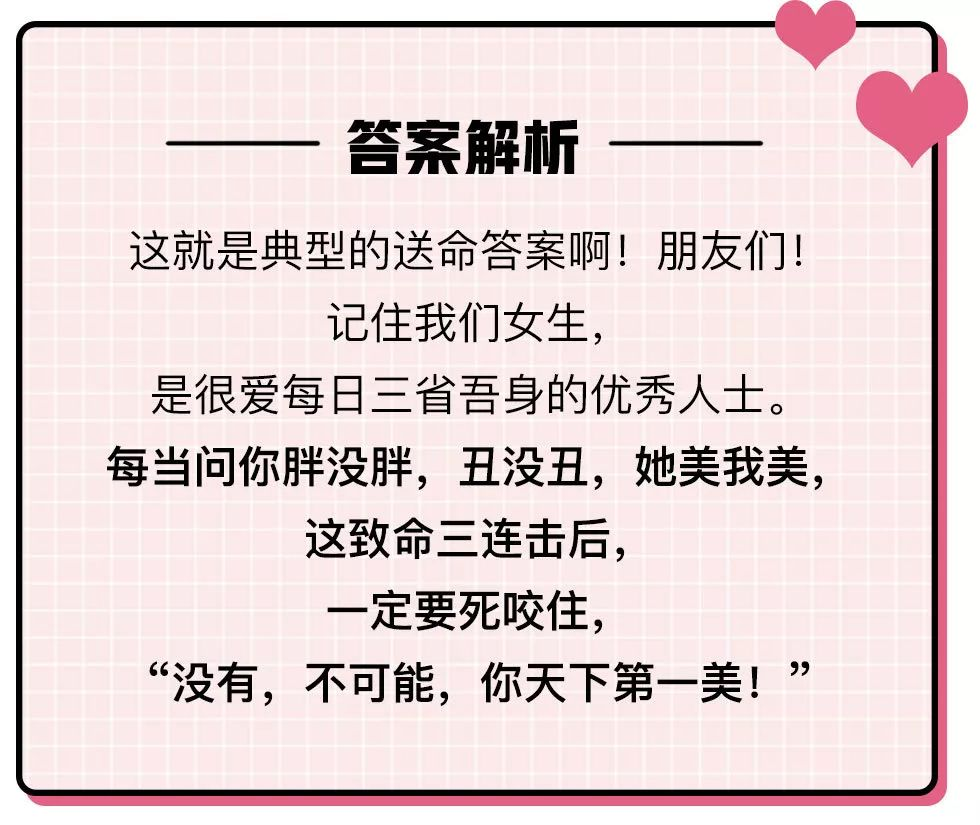 答案解析
这就是典型的送命答案啊！朋友们！
记住我们女生，
是很爱每日三省吾身的优秀人士。
每当问你胖没胖，丑没丑，她美我美，
这致命三连击后，
一定要死咬住，
“没有，不可能，你天下第一美！”